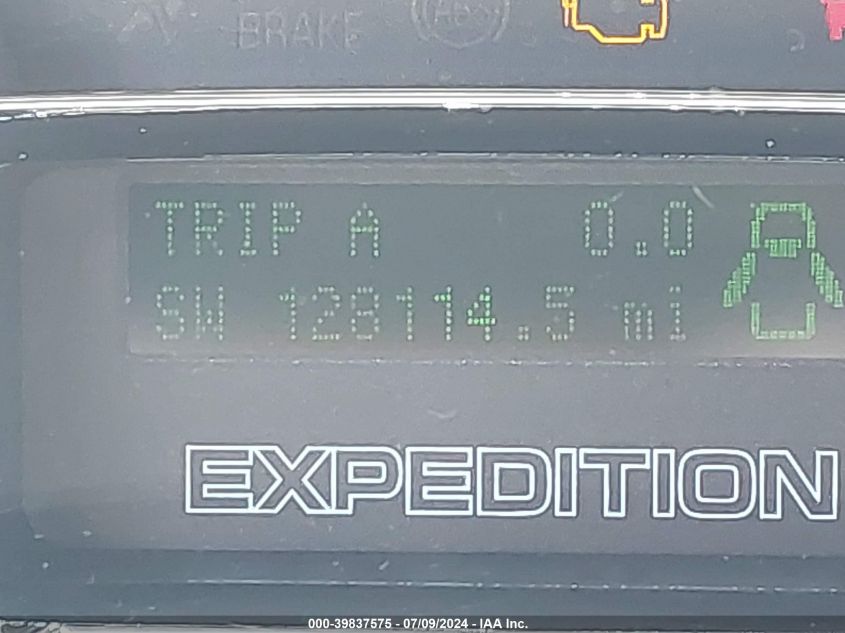 BRAKE
TRIP A 0.0
SW 128114.5 mi
EXPEDITION
000-39837575 - 07/09/2024 - IAA Inc.